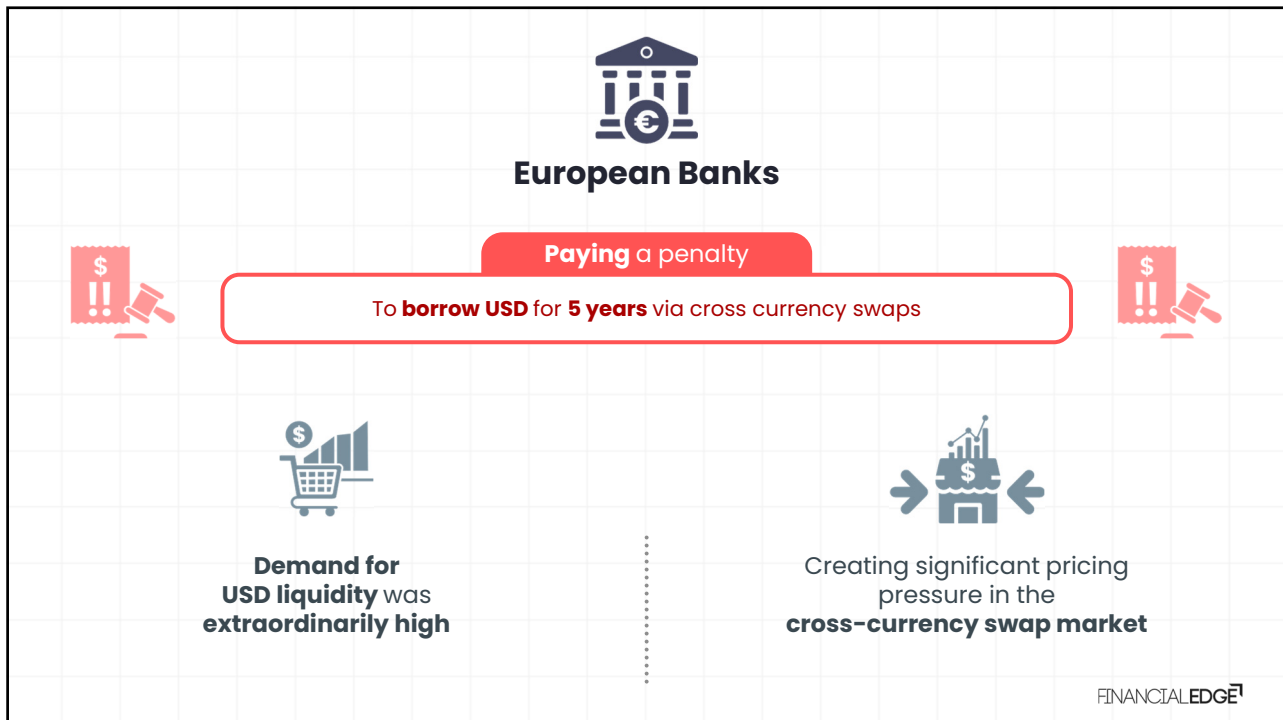 €
European Banks
Paying a penalty
$
!!
To borrow USD for 5 years via cross currency swaps
$
!!
$
$
Demand for
USD liquidity was
extraordinarily high
Creating significant pricing
pressure in the
cross-currency swap market
FINANCIALEDGE